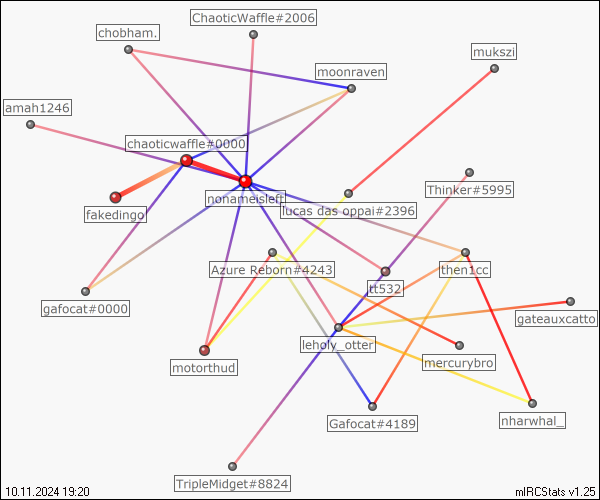 ChaoticWaffle#2006
chobham.
mukszi
moonraven
amah1246
chaoticwaffle#0000
Thinker#5995
nonameisleft
lucas das oppai#2396
fakedingo
Azure Reborn#4243
then1cc
tt532
gafocat#0000
gateauxcatto
leholy_otter
mercurybro
motorthud
nharwhal_
Gafocat#4189
TripleMidget#8824
10.11.2024 19:20
mIRCStats v1.25